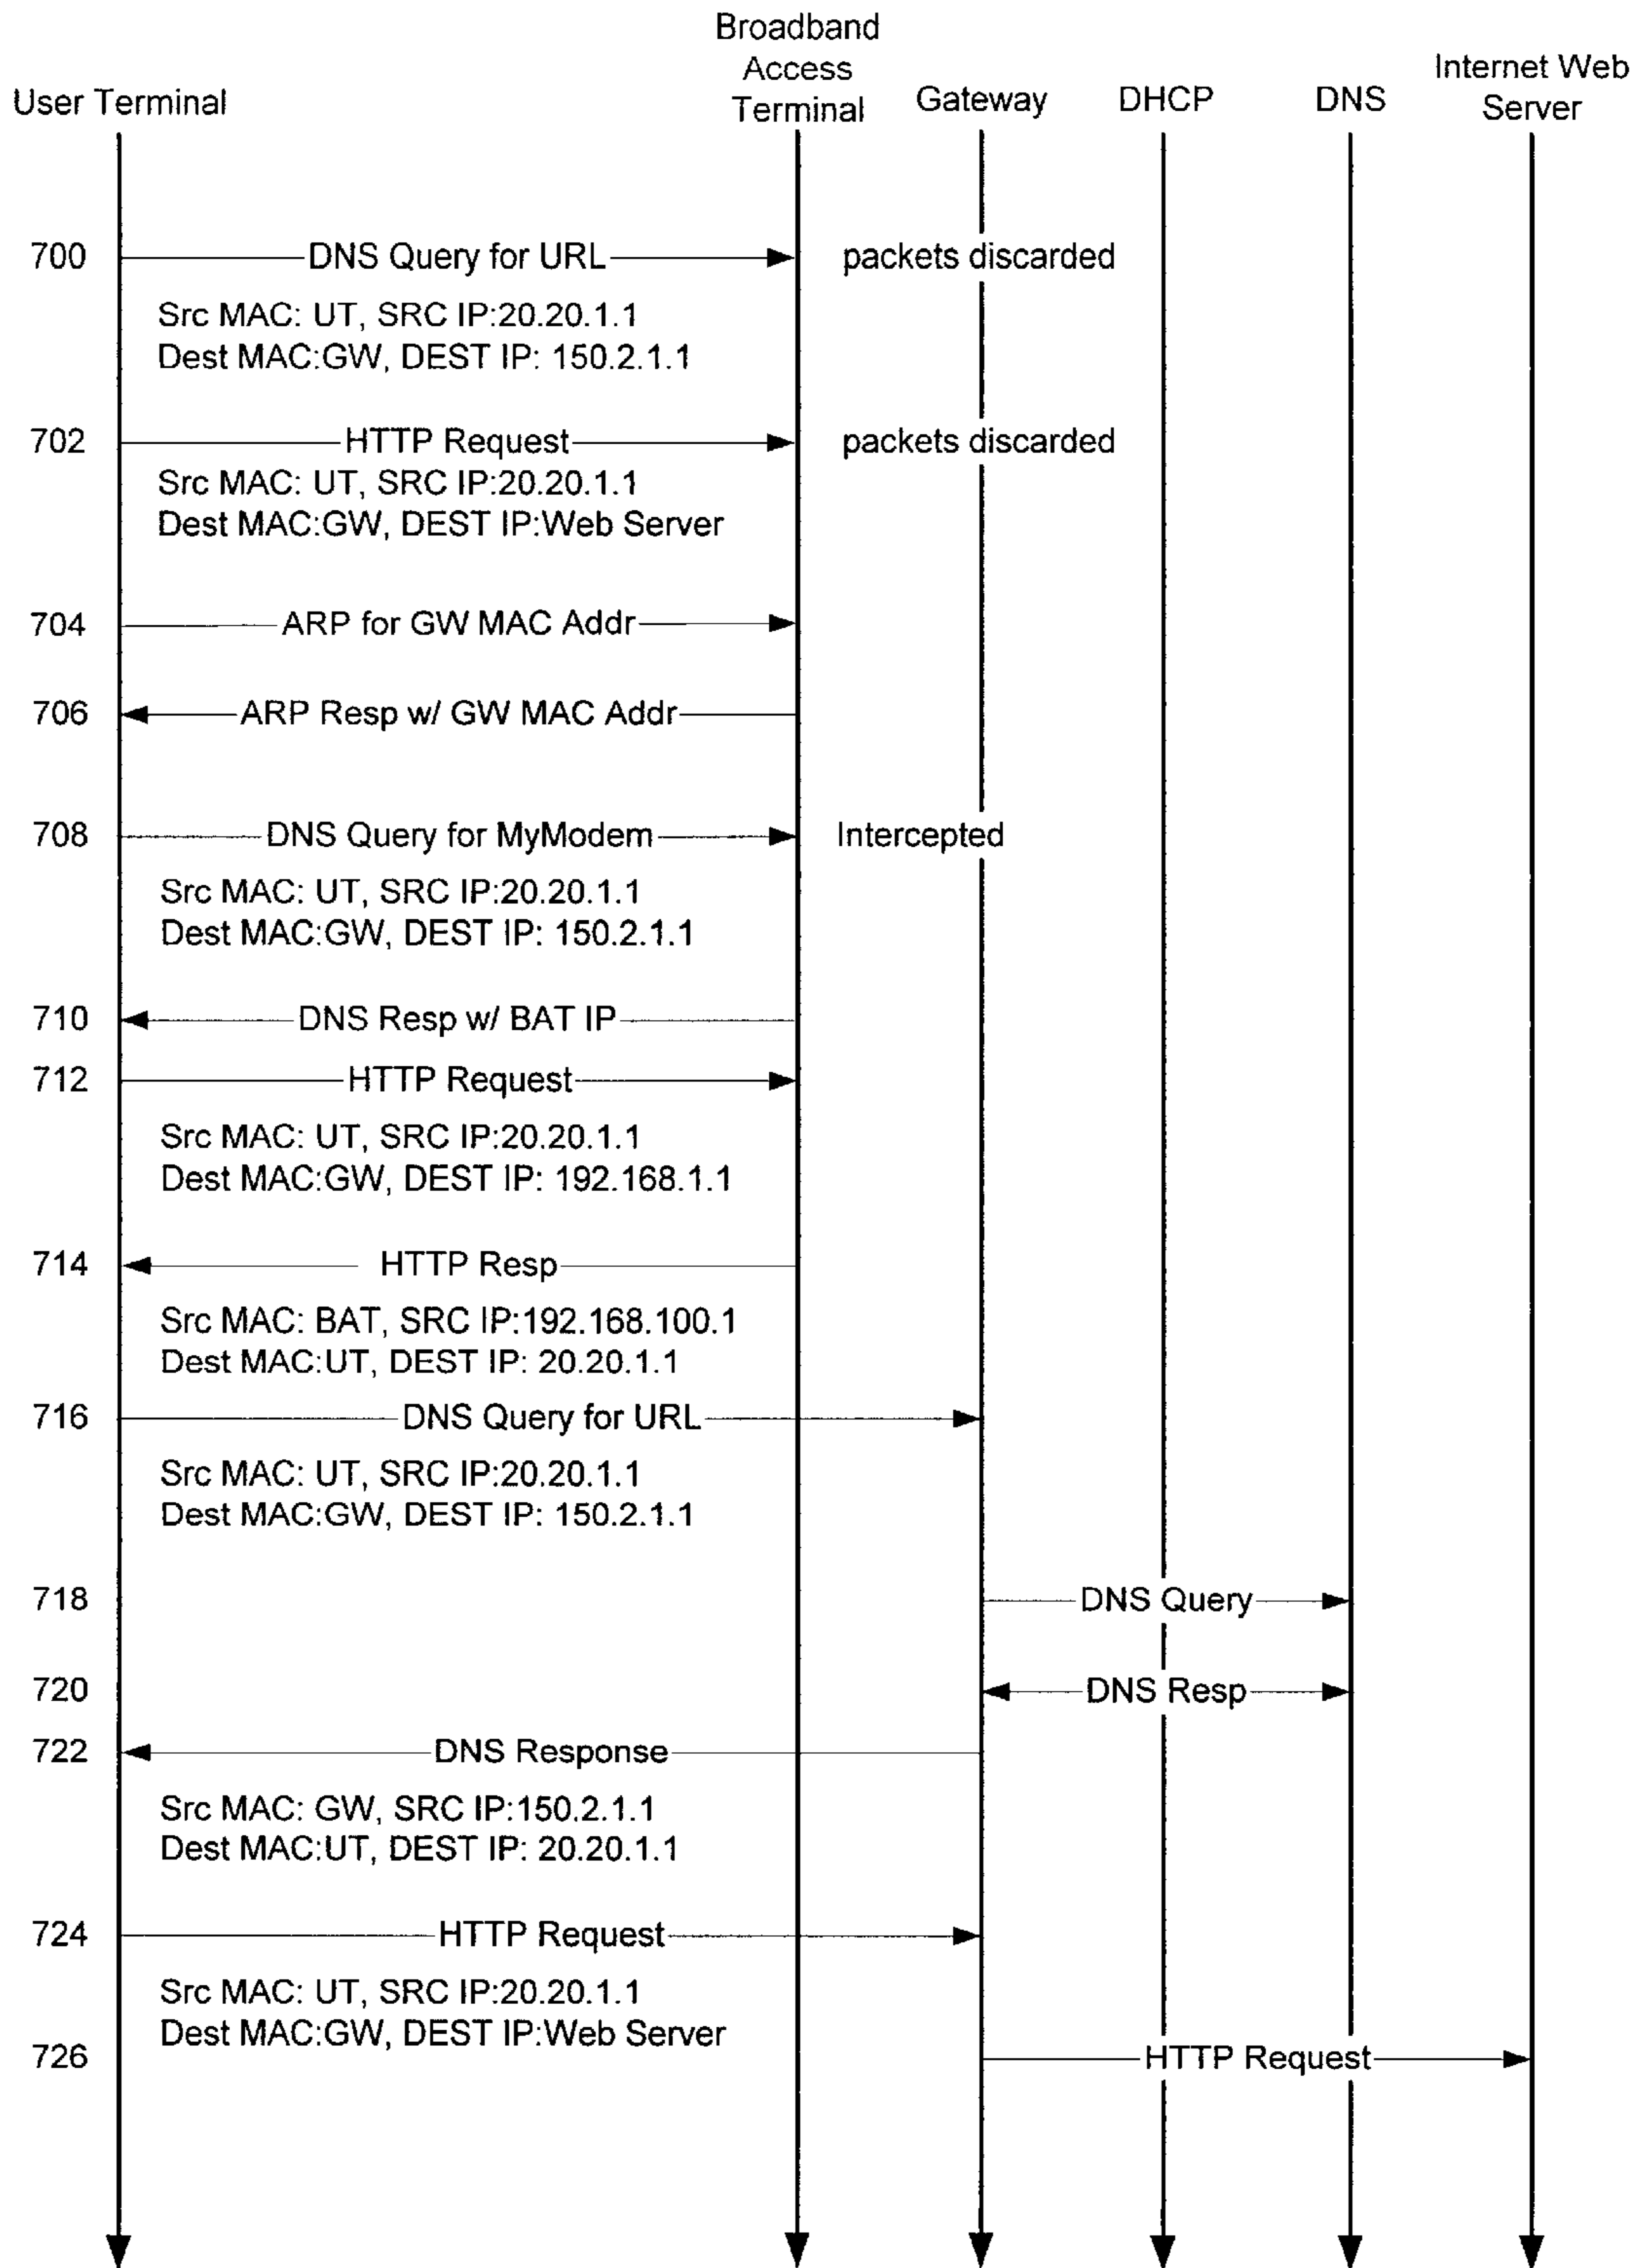 Broadband
Access
Terminal
User Terminal
Gateway
DHCP
DNS
Internet Web
Server
700
DNS Query for URL
packets discarded
Src MAC: UT, SRC IP:20.20.1.1
Dest MAC:GW, DEST IP: 150.2.1.1
702
HTTP Request
packets discarded
Src MAC: UT, SRC IP:20.20.1.1
Dest MAC:GW, DEST IP:Web Server
704
ARP for GW MAC Addr
706
ARP Resp w/ GW MAC Addr
708
DNS Query for MyModem
Intercepted
Src MAC: UT, SRC IP:20.20.1.1
Dest MAC:GW, DEST IP: 150.2.1.1
710
DNS Resp w/ BAT IP
712
HTTP Request
Src MAC: UT, SRC IP:20.20.1.1
Dest MAC:GW, DEST IP: 192.168.1.1
714
HTTP Resp
Src MAC: BAT, SRC IP:192.168.100.1
Dest MAC:UT, DEST IP: 20.20.1.1
716
DNS Query for URL
Src MAC: UT, SRC IP:20.20.1.1
Dest MAC:GW, DEST IP: 150.2.1.1
718
DNS Query
720
DNS Resp
722
DNS Response
Src MAC: GW, SRC IP:150.2.1.1
Dest MAC:UT, DEST IP: 20.20.1.1
724
HTTP Request
Src MAC: UT, SRC IP:20.20.1.1
Dest MAC:GW, DEST IP:Web Server
726
HTTP Request